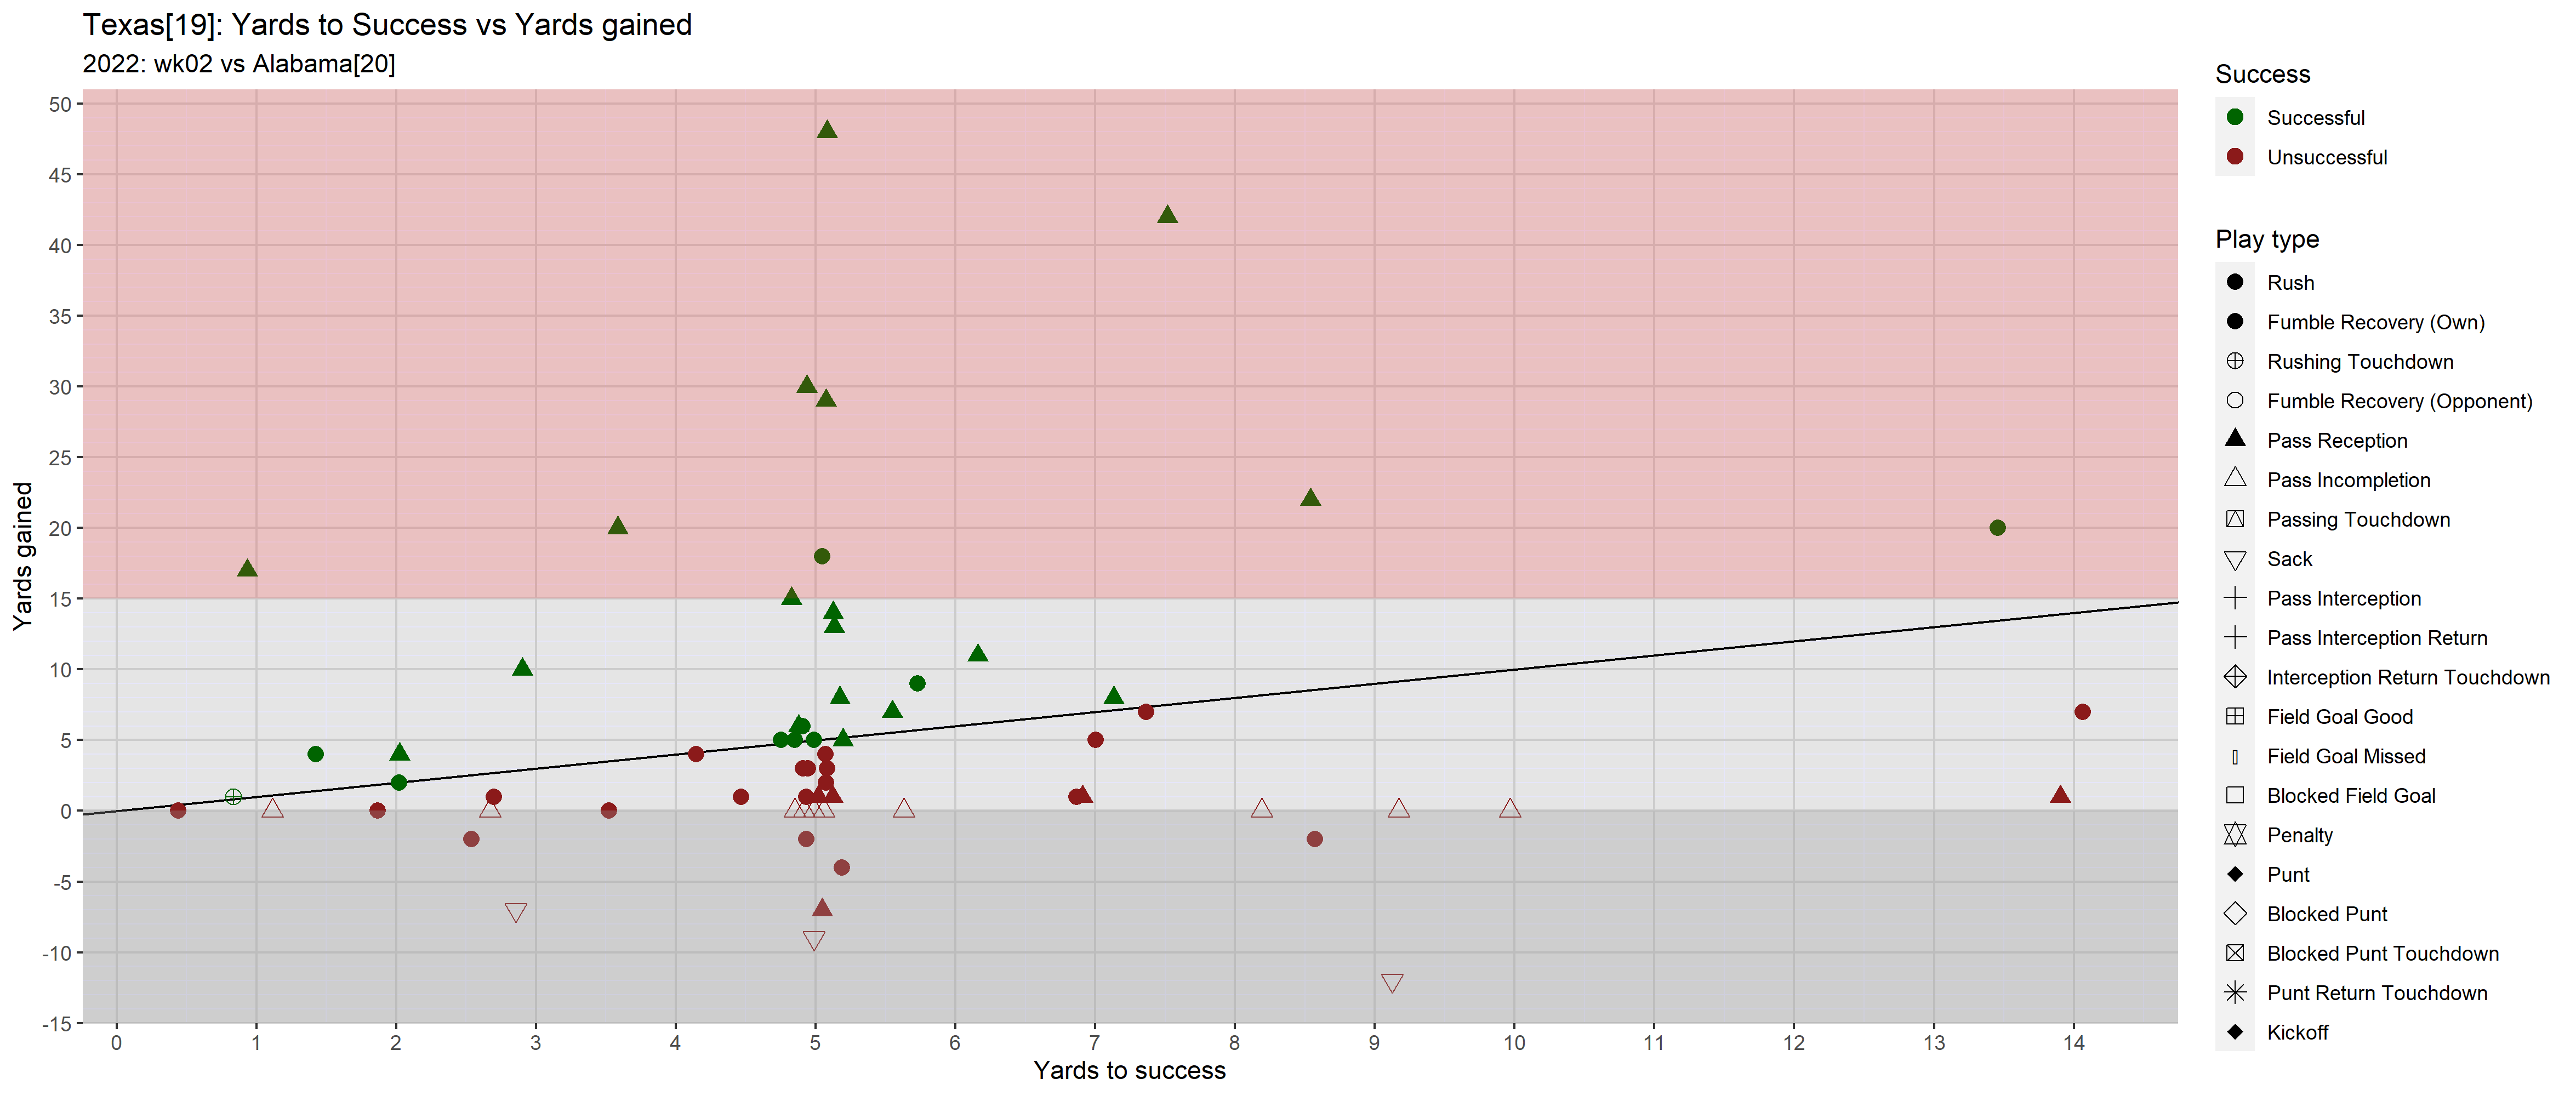 Texas[19]: Yards to Success vs Yards gained
2022: wk02 vs Alabama[20]
Yards gained
50
45
40
35
30
25
20
15
10
5
0
-5
-10
-15
0 1 2 3 4 5 6 7 8 9 10 11 12 13 14
Yards to success
Success
Successful
Unsuccessful
Play type
Rush
Fumble Recovery (Own)
Rushing Touchdown
Fumble Recovery (Opponent)
Pass Reception
Pass Incompletion
Passing Touchdown
Sack
Pass Interception
Pass Interception Return
Interception Return Touchdown
Field Goal Good
Field Goal Missed
Blocked Field Goal
Penalty
Punt
Blocked Punt
Blocked Punt Touchdown
Punt Return Touchdown
Kickoff